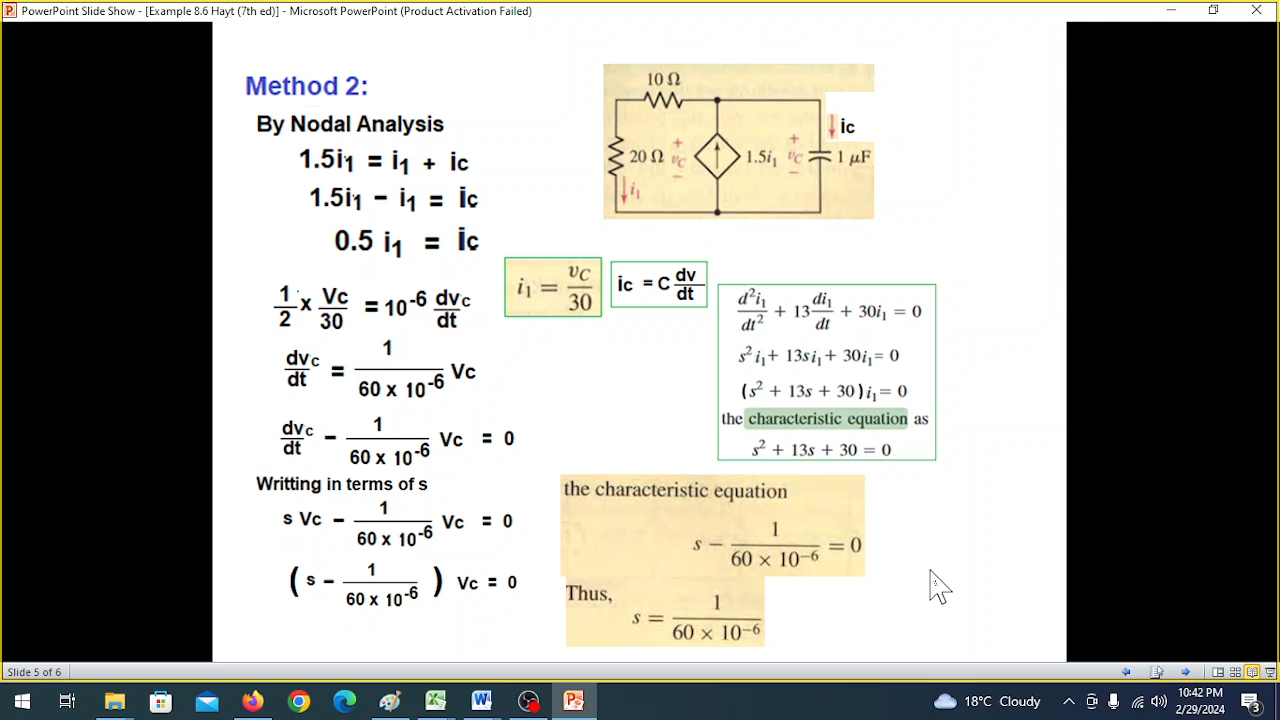 PowerPoint Slide Show - [Example 8.6 Hayt (7th ed)] - Microsoft PowerPoint (Product Activation Failed)
Method 2:
By Nodal Analysis
1.5i₁ = i₁ + ic
1.5i₁ − i₁ = ic
0.5 i₁ = ic
1/2 x Vc/30 = 10⁻⁶ dvc/dt
dvc/dt = 1/(60 x 10⁻⁶) Vc
dvc/dt − 1/(60 x 10⁻⁶) Vc = 0
Writting in terms of s
s Vc − 1/(60 x 10⁻⁶) Vc = 0
(s − 1/(60 x 10⁻⁶)) Vc = 0
10 Ω
20 Ω
+
vC
−
i₁
1.5i₁
+
vC
−
ic
1 μF
i₁ = vC/30
ic = C dv/dt
d²i₁/dt² + 13 di₁/dt + 30i₁ = 0
s² i₁ + 13s i₁ + 30i₁ = 0
(s² + 13s + 30) i₁ = 0
the characteristic equation as
s² + 13s + 30 = 0
the characteristic equation
s − 1/(60 × 10⁻⁶) = 0
Thus,
s = 1/(60 × 10⁻⁶)
Slide 5 of 6
18°C Cloudy
10:42 PM
2/29/2024
3